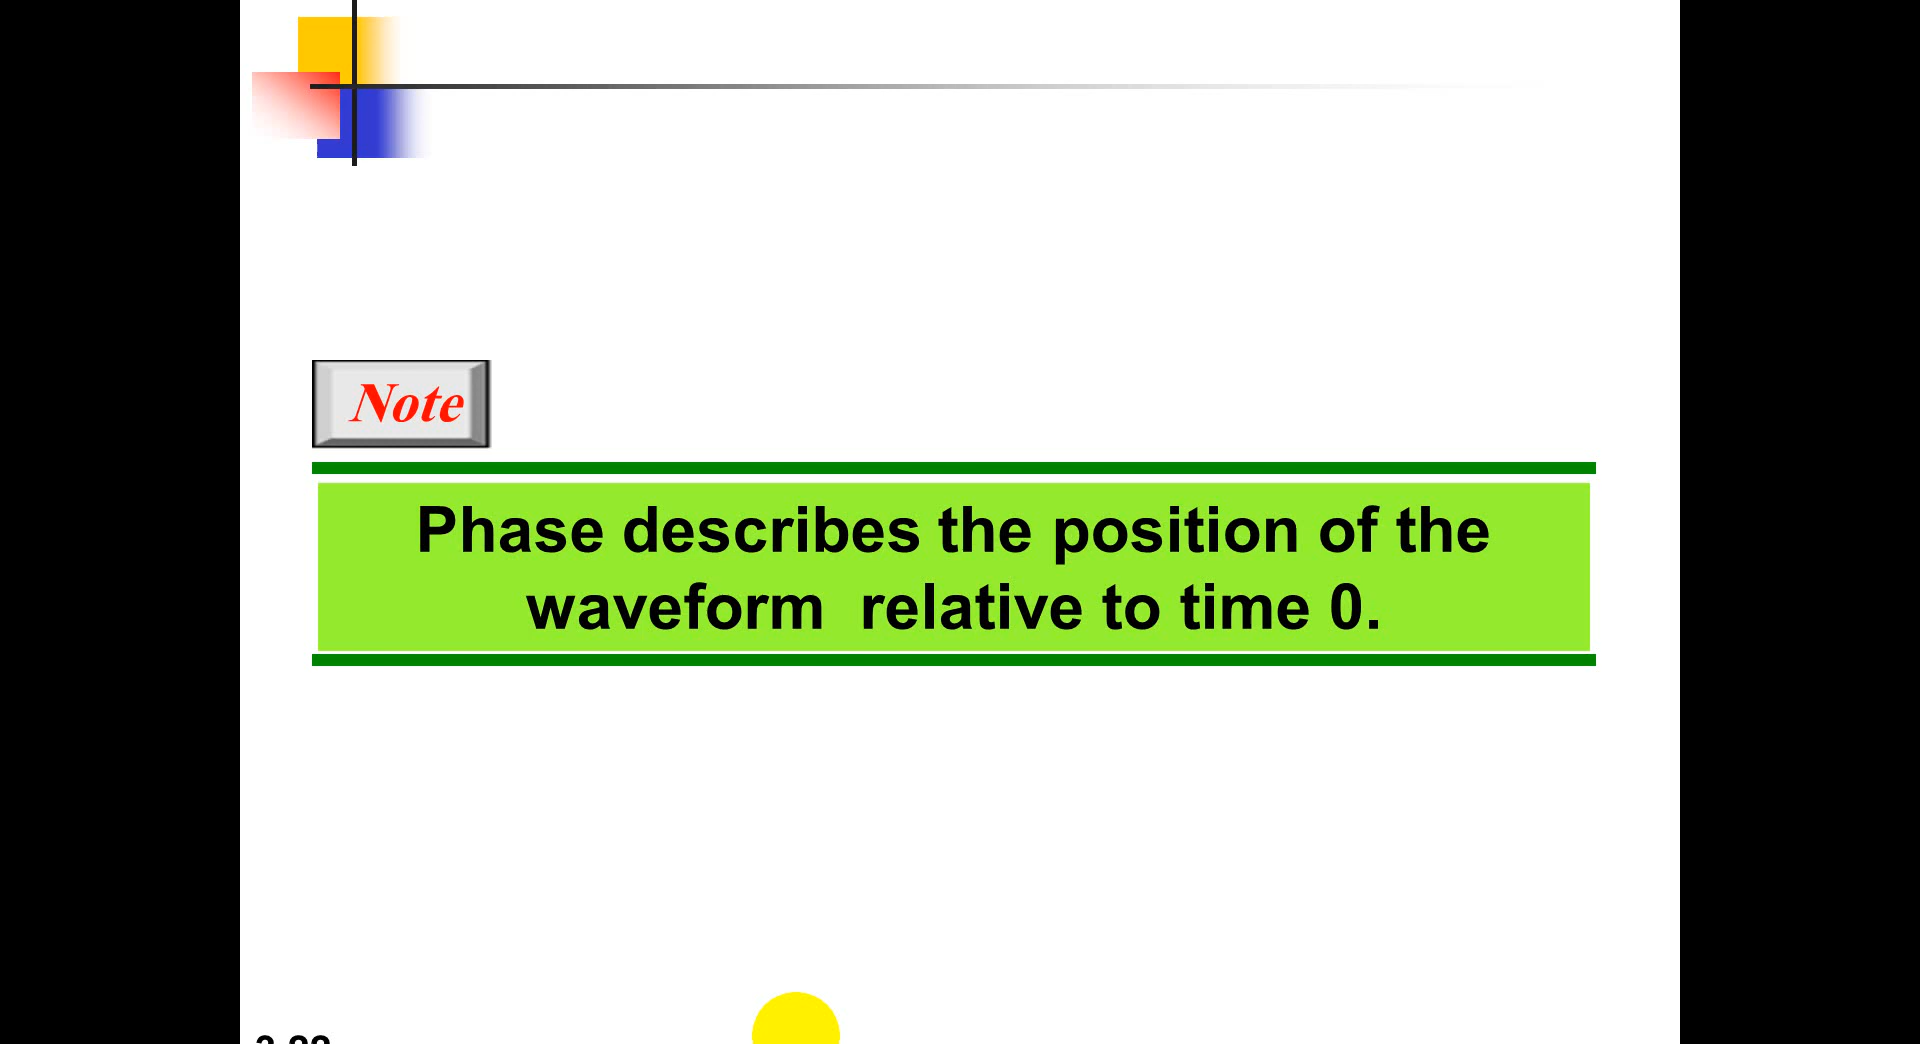 Note
Phase describes the position of the
waveform  relative to time 0.